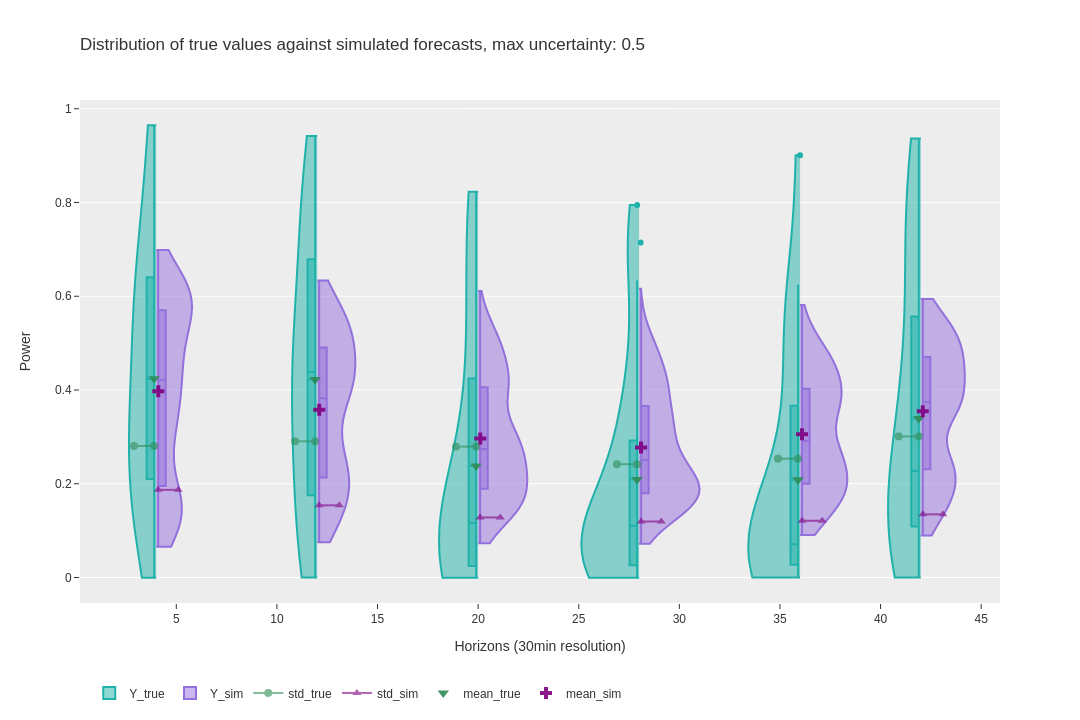 Distribution of true values against simulated forecasts, max uncertainty: 0.5
1
0.8
0.6
0.4
0.2
0
Power
5 10 15 20 25 30 35 40 45
Horizons (30min resolution)
Y_true Y_sim std_true std_sim mean_true mean_sim